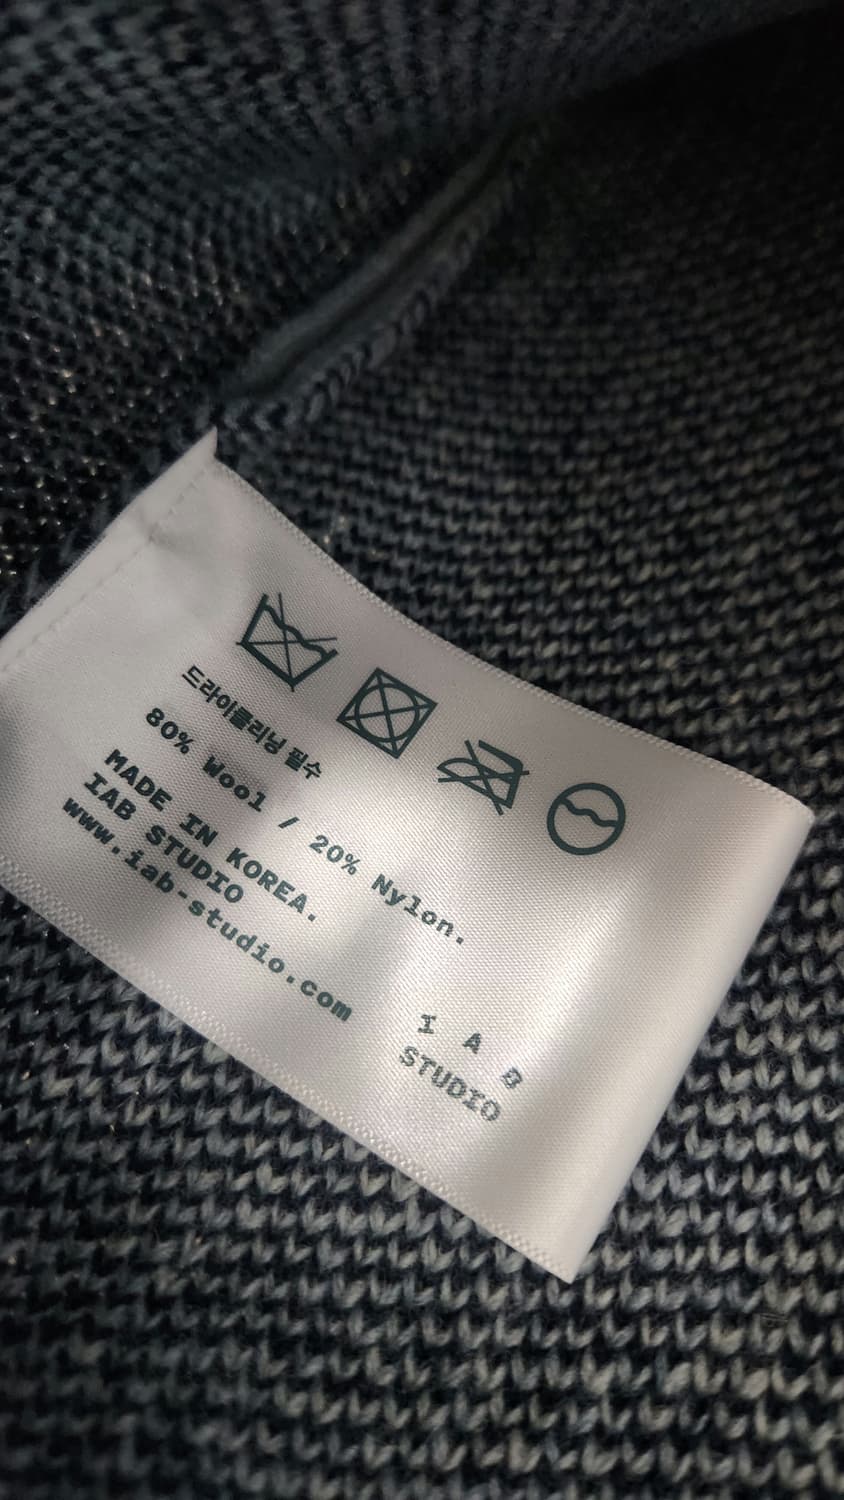 드라이클리닝 필수
80% Wool / 20% Nylon.
MADE IN KOREA.
IAB STUDIO
www.iab-studio.com
I A B
STUDIO